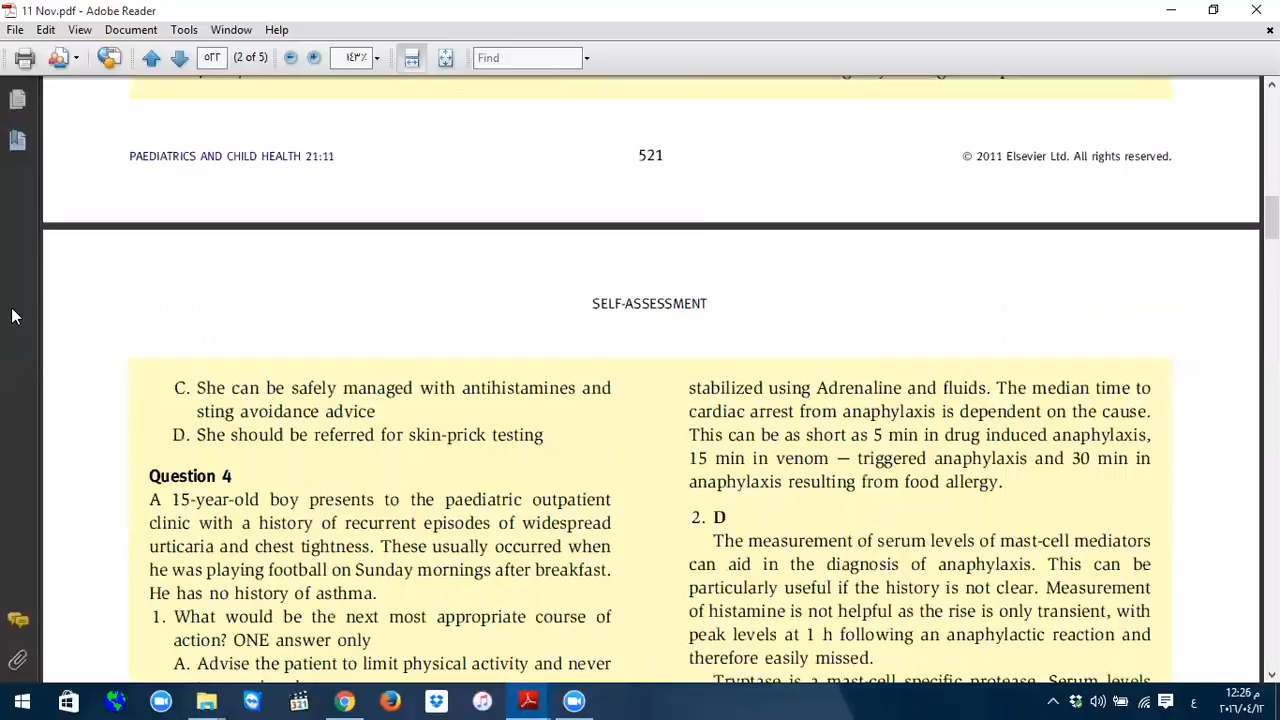 11 Nov.pdf - Adobe Reader
File Edit View Document Tools Window Help
٥٢٢ (2 of 5) ١٤٣٪ Find
PAEDIATRICS AND CHILD HEALTH 21:11 521 © 2011 Elsevier Ltd. All rights reserved.
SELF-ASSESSMENT
C. She can be safely managed with antihistamines and
sting avoidance advice
D. She should be referred for skin-prick testing
Question 4
A 15-year-old boy presents to the paediatric outpatient
clinic with a history of recurrent episodes of widespread
urticaria and chest tightness. These usually occurred when
he was playing football on Sunday mornings after breakfast.
He has no history of asthma.
1. What would be the next most appropriate course of
action? ONE answer only
A. Advise the patient to limit physical activity and never
stabilized using Adrenaline and fluids. The median time to
cardiac arrest from anaphylaxis is dependent on the cause.
This can be as short as 5 min in drug induced anaphylaxis,
15 min in venom — triggered anaphylaxis and 30 min in
anaphylaxis resulting from food allergy.
2. D
The measurement of serum levels of mast-cell mediators
can aid in the diagnosis of anaphylaxis. This can be
particularly useful if the history is not clear. Measurement
of histamine is not helpful as the rise is only transient, with
peak levels at 1 h following an anaphylactic reaction and
therefore easily missed.
Tryptase is a mast-cell specific protease. Serum levels
321
ع
12:26 م
٢٠١٦/٠٤/١٢